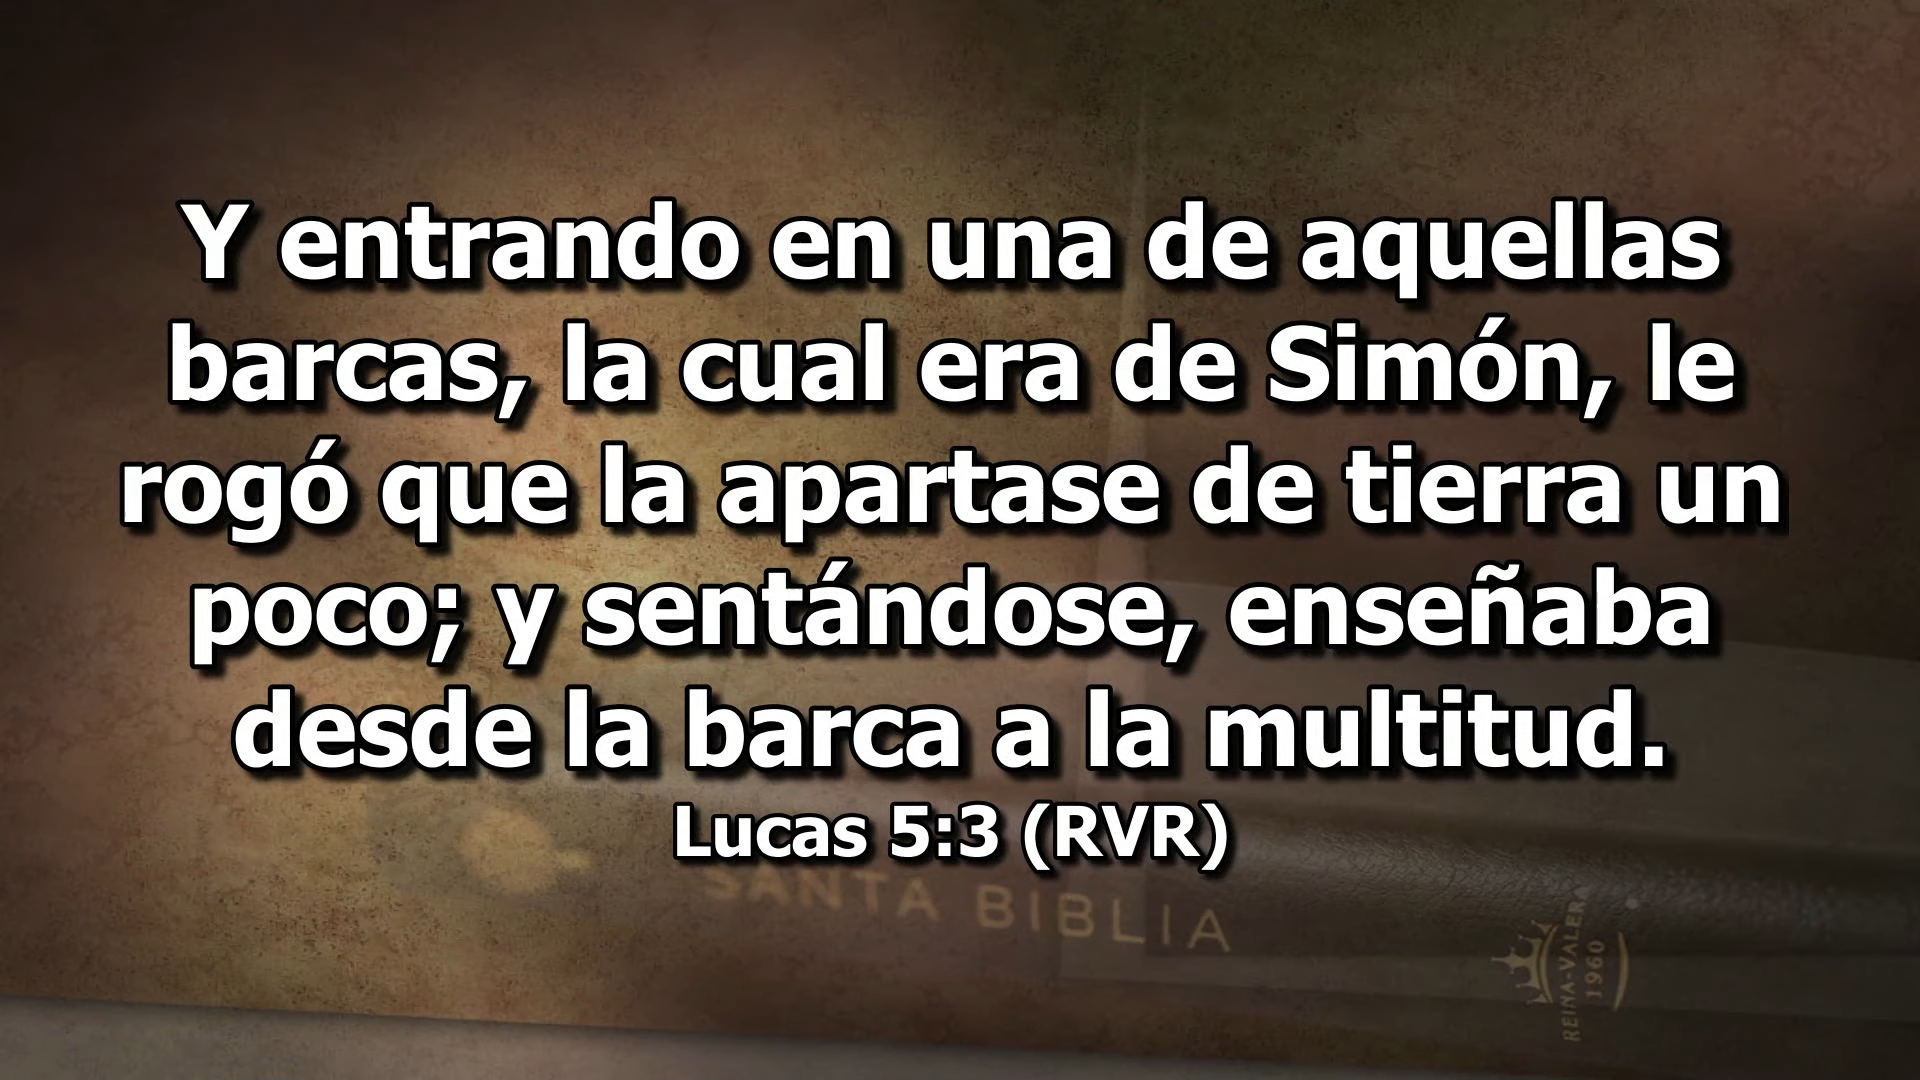 Y entrando en una de aquellas
barcas, la cual era de Simón, le
rogó que la apartase de tierra un
poco; y sentándose, enseñaba
desde la barca a la multitud.
Lucas 5:3 (RVR)
SANTA BIBLIA
REINA-VALERA
1960